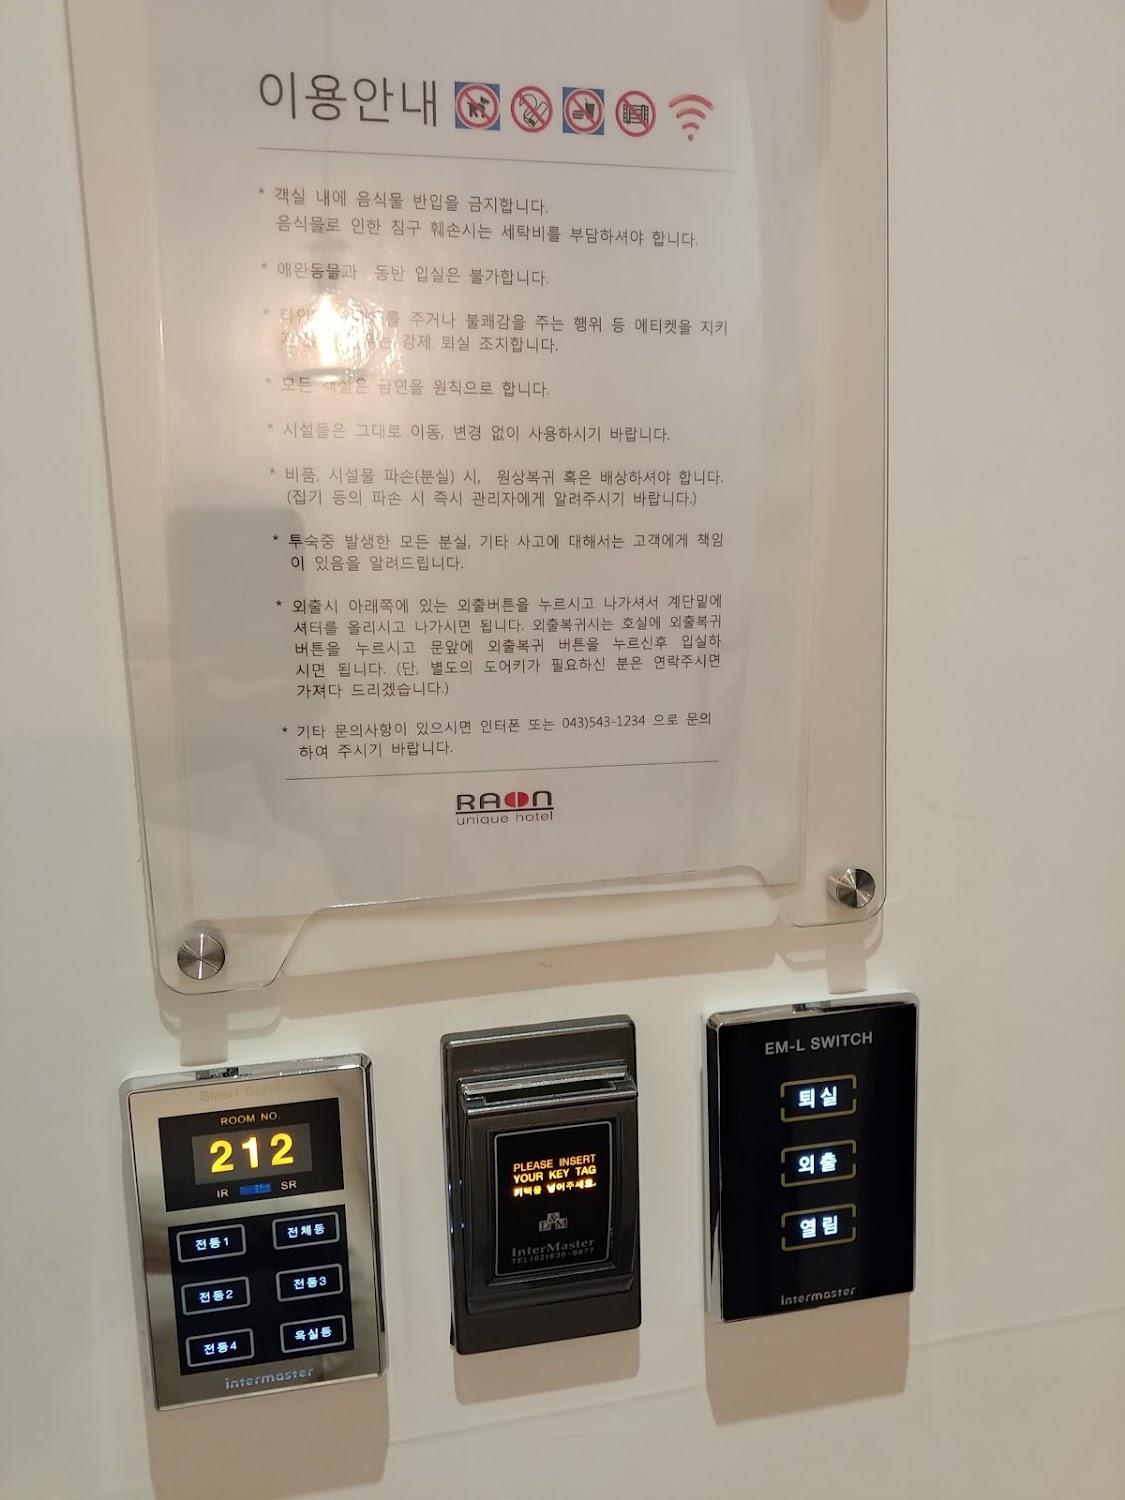 이용안내
* 객실 내에 음식물 반입을 금지합니다.
음식물로 인한 침구 훼손시는 세탁비를 부담하셔야 합니다.
* 애완동물과 동반 입실은 불가합니다.
* 주거나 불쾌감을 주는 행위 등 에티켓을 지키
강제 퇴실 조치합니다.
* 모든 객실은 금연을 원칙으로 합니다.
* 시설물은 그대로 이동, 변경 없이 사용하시기 바랍니다.
* 비품, 시설물 파손(분실) 시, 원상복귀 혹은 배상하셔야 합니다.
(집기 등의 파손 시 즉시 관리자에게 알려주시기 바랍니다.)
* 투숙중 발생한 모든 분실, 기타 사고에 대해서는 고객에게 책임
이 있음을 알려드립니다.
* 외출시 아래쪽에 있는 외출버튼을 누르시고 나가셔서 계단밑에
셔터를 올리시고 나가시면 됩니다. 외출복귀시는 호실에 외출복귀
버튼을 누르시고 문앞에 외출복귀 버튼을 누르신후 입실하
시면 됩니다. (단, 별도의 도어키가 필요하신 분은 연락주시면
가져다 드리겠습니다.)
* 기타 문의사항이 있으시면 인터폰 또는 043)543-1234 으로 문의
하여 주시기 바랍니다.
RAON
unique hotel
Smart
ROOM NO.
212
IR SR
전등1 전체등
전등2 전등3
전등4 욕실등
intermaster
PLEASE INSERT
YOUR KEY TAG
키택을 넣어주세요.
InterMaster
TEL(02)830-8877
EM-L SWITCH
퇴실
외출
열림
intermaster